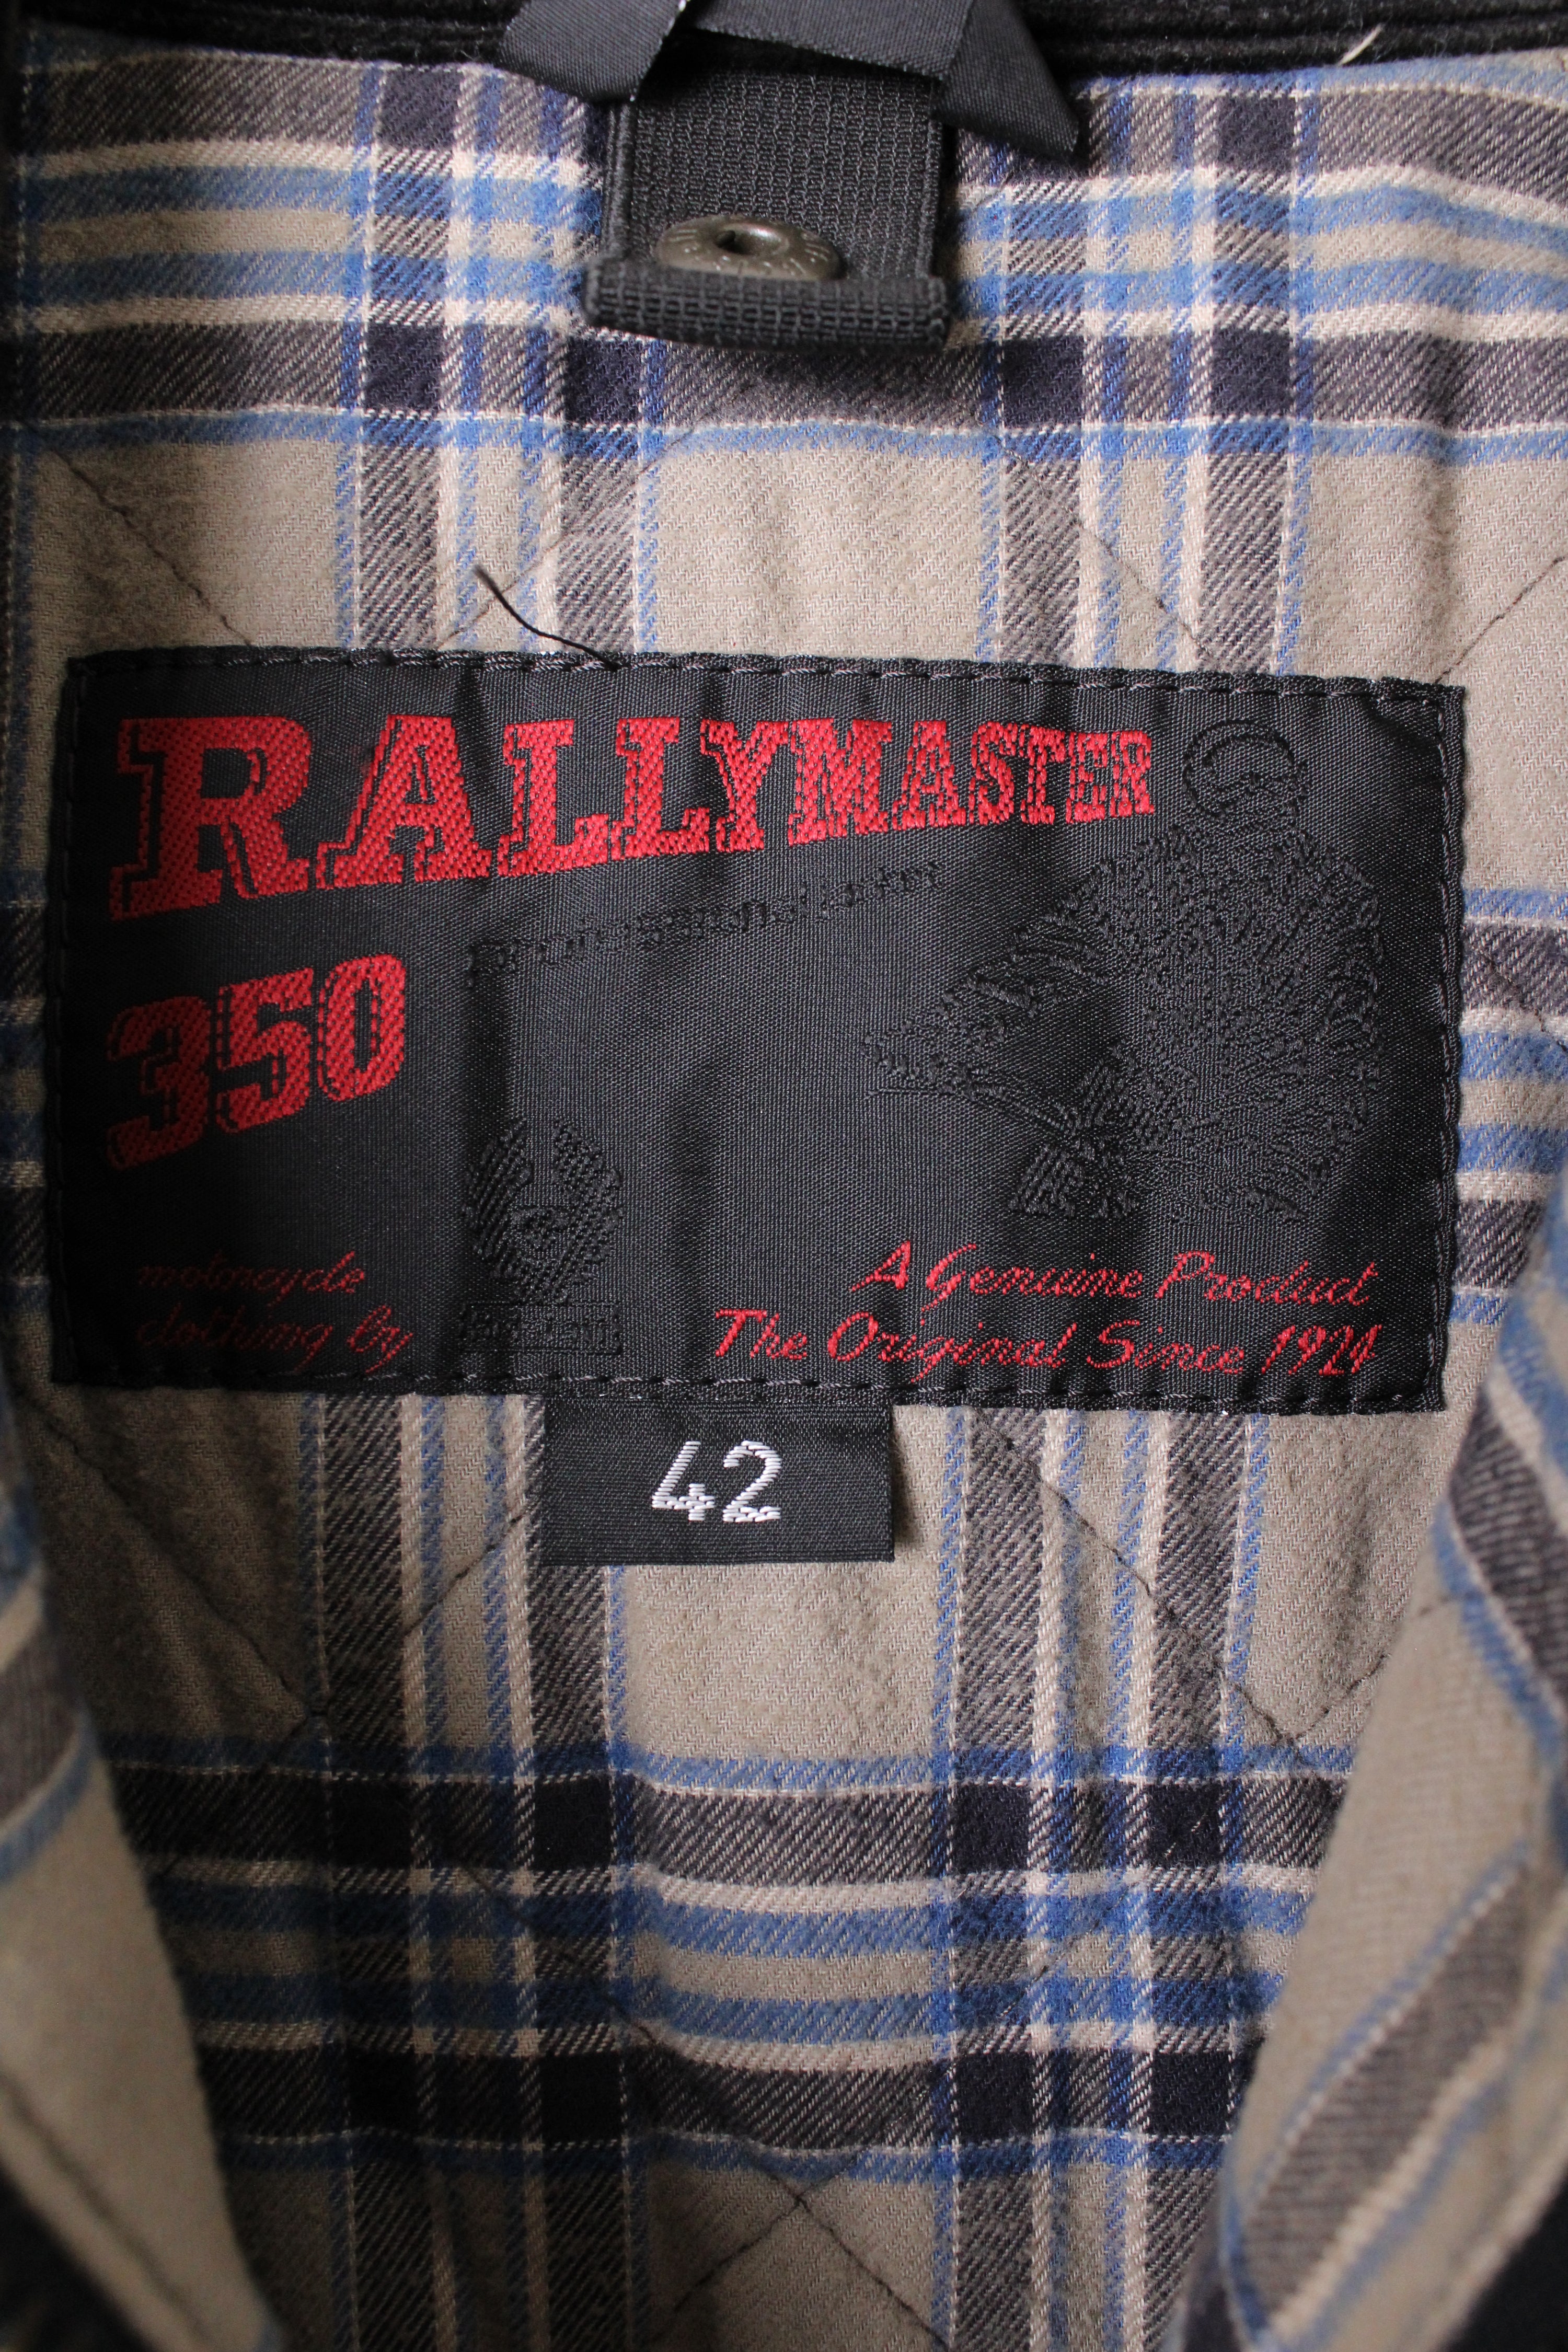 RALLYMASTER
350
motorcycle
clothing by
A Genuine Product
The Original Since 1924
42